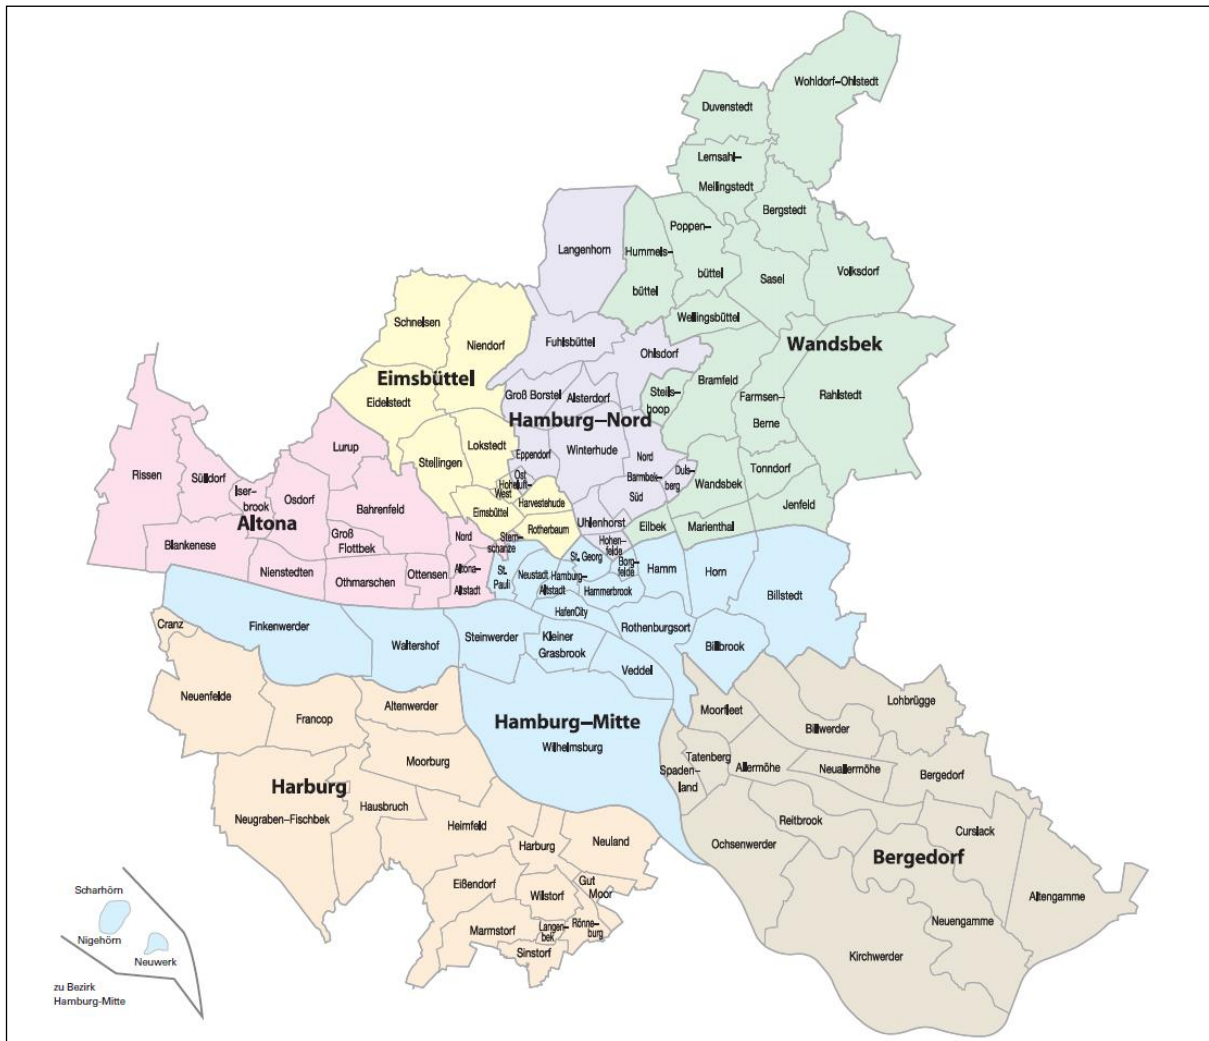 Wohldorf–Ohlstedt
Duvenstedt
Lemsahl–
Mellingstedt
Bergstedt
Poppen–
büttel
Hummels–
büttel
Langenhorn
Sasel
Volksdorf
Wellingsbüttel
Wandsbek
Schnelsen
Niendorf
Fuhlsbüttel
Ohlsdorf
Eimsbüttel
Eidelstedt
Groß Borstel
Alsterdorf
Steils–
hoop
Bramfeld
Farmsen–
Berne
Rahlstedt
Hamburg–Nord
Lurup
Lokstedt
Stellingen
Eppendorf
Winterhude
Nord
Barmbek–
Süd
Duls–
berg
Wandsbek
Tonndorf
Jenfeld
Ost
Hoheluft–
West
Harvestehude
Eimsbüttel
Rotherbaum
Uhlenhorst
Eilbek
Marienthal
Rissen
Sülldorf
Iser–
brook
Osdorf
Bahrenfeld
Altona
Groß
Flottbek
Blankenese
Nienstedten
Othmarschen
Ottensen
Nord
Altona–
Altstadt
Stern–
schanze
St.
Pauli
Neustadt
Hamburg–
Altstadt
St. Georg
Hohen–
felde
Borg–
felde
Hammerbrook
Hamm
Horn
Billstedt
HafenCity
Rothenburgsort
Billbrook
Cranz
Finkenwerder
Waltershof
Steinwerder
Kleiner
Grasbrook
Veddel
Neuenfelde
Francop
Altenwerder
Hamburg–Mitte
Wilhelmsburg
Moorfleet
Billwerder
Lohbrügge
Moorburg
Tatenberg
Spaden–
land
Allermöhe
Neuallermöhe
Bergedorf
Harburg
Hausbruch
Neugraben–Fischbek
Heimfeld
Harburg
Neuland
Ochsenwerder
Reitbrook
Curslack
Bergedorf
Eißendorf
Wilstorf
Gut
Moor
Altengamme
Marmstorf
Langen–
bek
Rönne–
burg
Sinstorf
Neuengamme
Kirchwerder
Scharhörn
Nigehörn
Neuwerk
zu Bezirk
Hamburg-Mitte